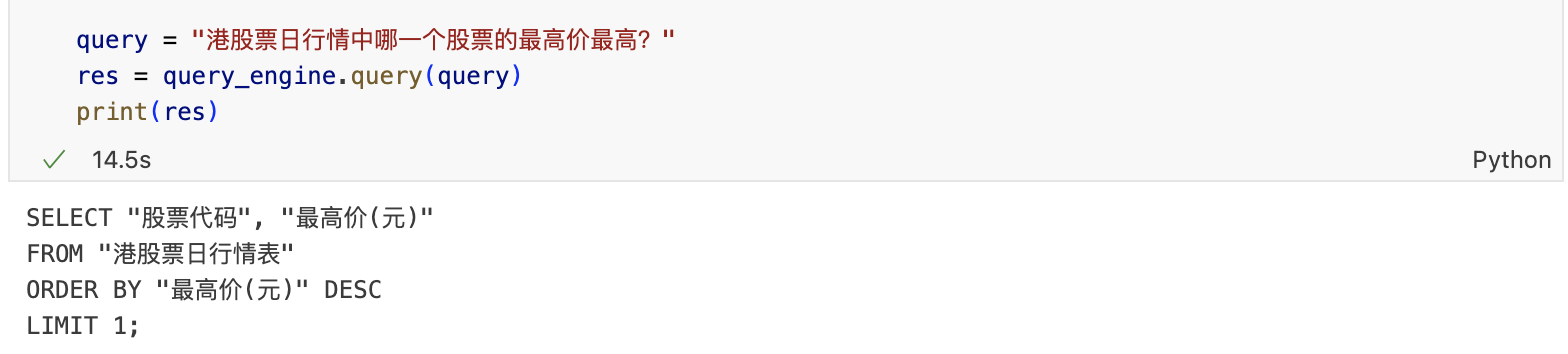 query = "港股票日行情中哪一个股票的最高价最高？"
res = query_engine.query(query)
print(res)
14.5s
Python
SELECT "股票代码", "最高价(元)"
FROM "港股票日行情表"
ORDER BY "最高价(元)" DESC
LIMIT 1;